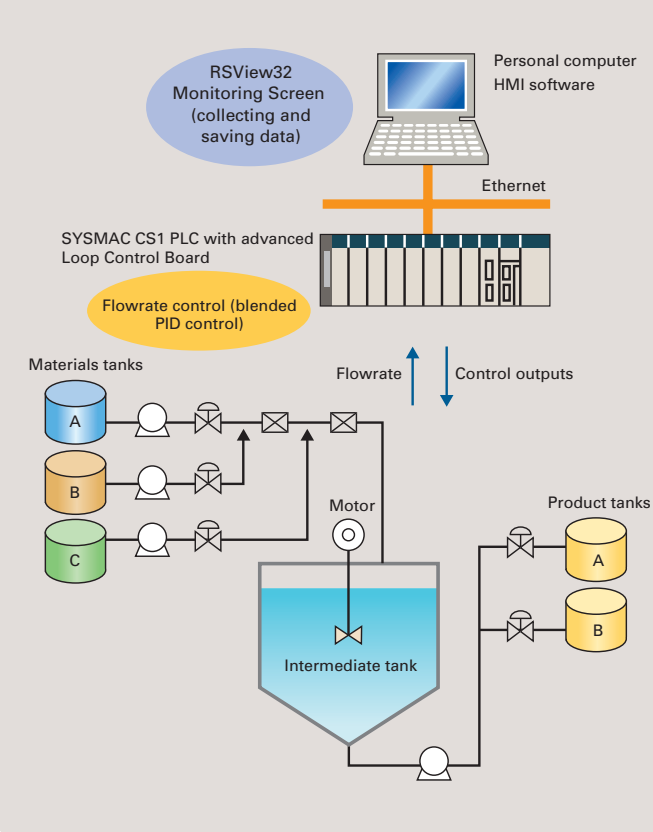 RSView32
Monitoring Screen
(collecting and
saving data)
Personal computer
HMI software
Ethernet
SYSMAC CS1 PLC with advanced
Loop Control Board
Flowrate control (blended
PID control)
Materials tanks
Flowrate
Control outputs
A
B
C
Motor
Product tanks
A
B
Intermediate tank